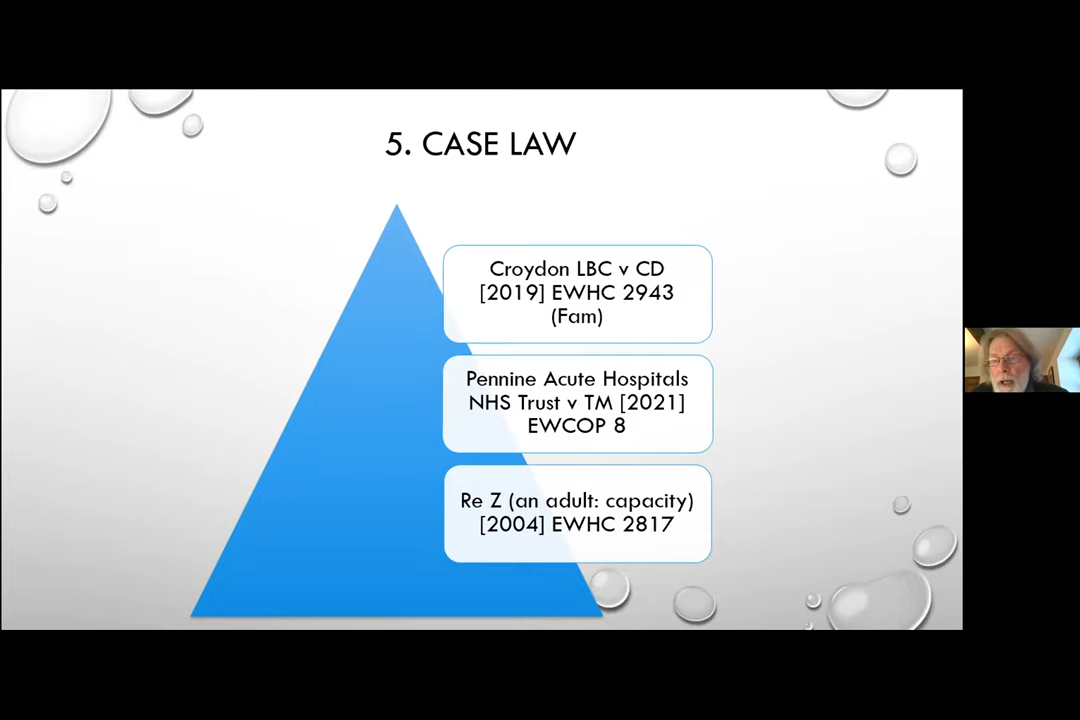 5. CASE LAW
Croydon LBC v CD
[2019] EWHC 2943
(Fam)
Pennine Acute Hospitals
NHS Trust v TM [2021]
EWCOP 8
Re Z (an adult: capacity)
[2004] EWHC 2817